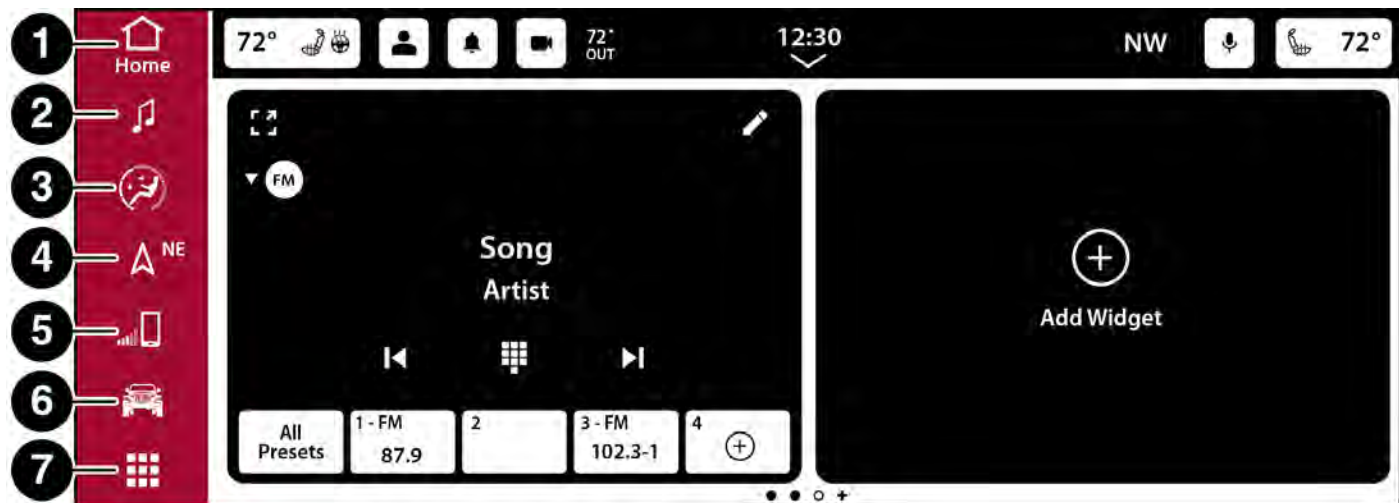 1
Home
2
3
4
NE
5
6
7
72°
72°
OUT
12:30
NW
72°
FM
Song
Artist
All
Presets
1 - FM
87.9
2
3 - FM
102.3-1
4
Add Widget